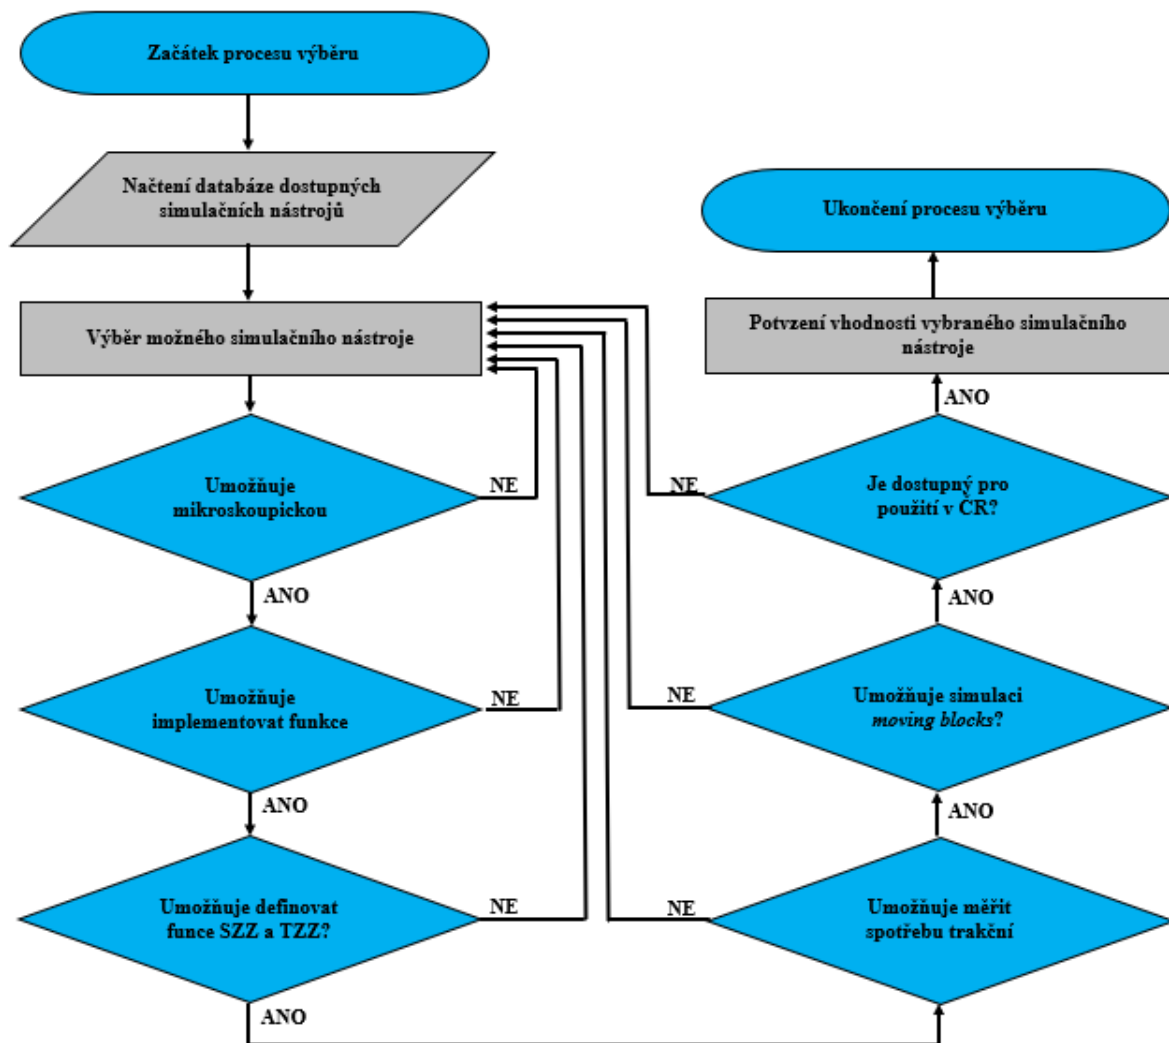 Začátek procesu výběru
Načtení databáze dostupných
simulačních nástrojů
Výběr možného simulačního nástroje
Umožňuje
mikroskoupickou
NE
ANO
Umožňuje
implementovat funkce
NE
ANO
Umožňuje definovat
funce SZZ a TZZ?
NE
ANO
Umožňuje měřit
spotřebu trakční
NE
ANO
Umožňuje simulaci
moving blocks?
NE
ANO
Je dostupný pro
použití v ČR?
NE
ANO
Potvzení vhodnosti vybraného simulačního
nástroje
Ukončení procesu výběru